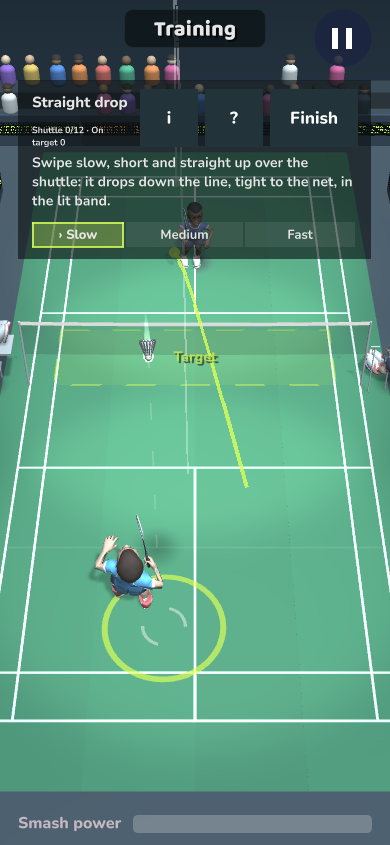 Training
Straight drop
Shuttle 0/12 · On
target 0
i
?
Finish
Swipe slow, short and straight up over the
shuttle: it drops down the line, tight to the net, in
the lit band.
› Slow
Medium
Fast
Target
Smash power